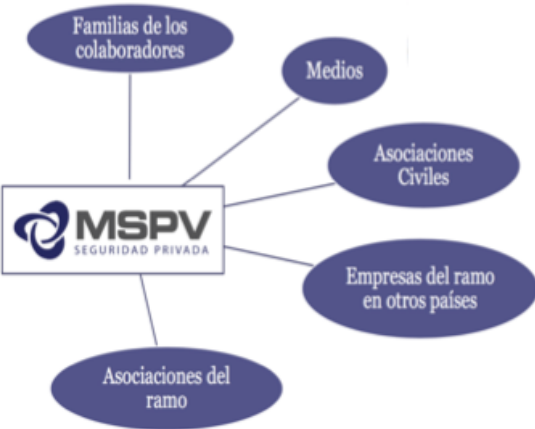 Familias de los
colaboradores
Medios
Asociaciones
Civiles
MSPV
SEGURIDAD PRIVADA
Empresas del ramo
en otros países
Asociaciones del
ramo